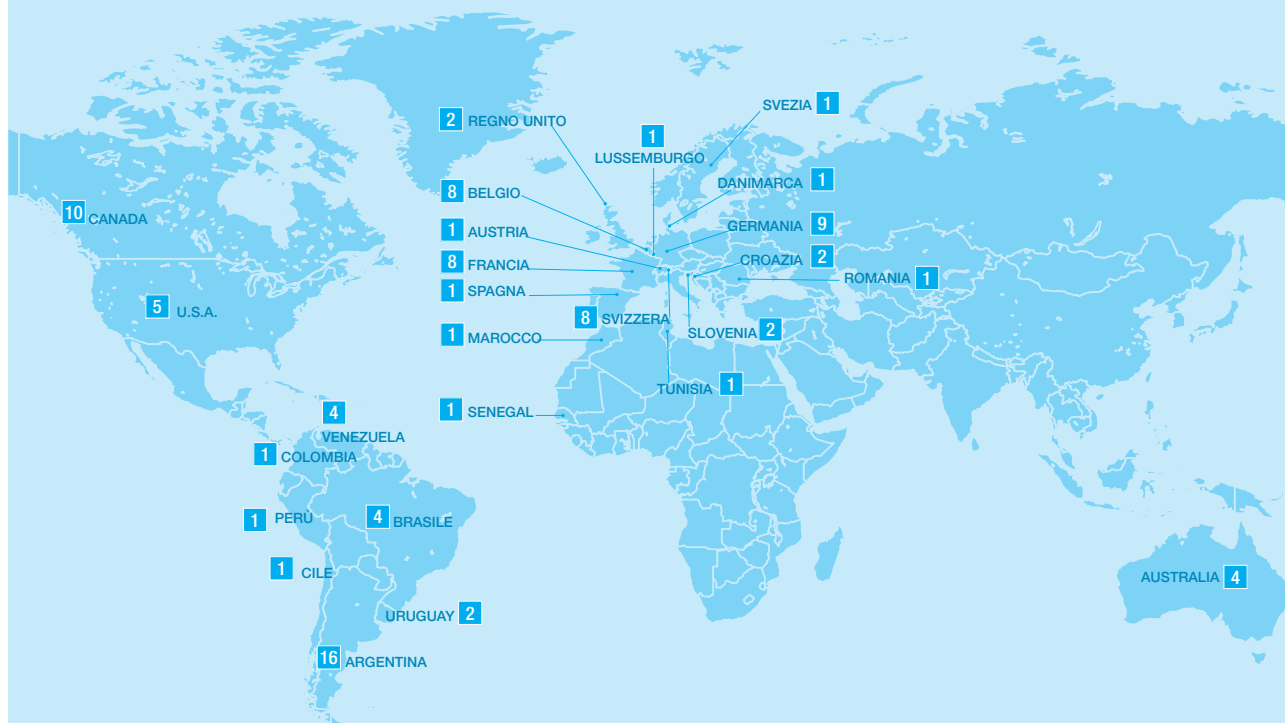 SVEZIA 1
2 REGNO UNITO
1
LUSSEMBURGO
DANIMARCA 1
8 BELGIO
10 CANADA
GERMANIA 9
1 AUSTRIA
CROAZIA 2
8 FRANCIA
ROMANIA 1
1 SPAGNA
5 U.S.A.
8 SVIZZERA
SLOVENIA 2
1 MAROCCO
TUNISIA 1
1 SENEGAL
4
VENEZUELA
1 COLOMBIA
1 PERÙ
4 BRASILE
1 CILE
AUSTRALIA 4
URUGUAY 2
16 ARGENTINA